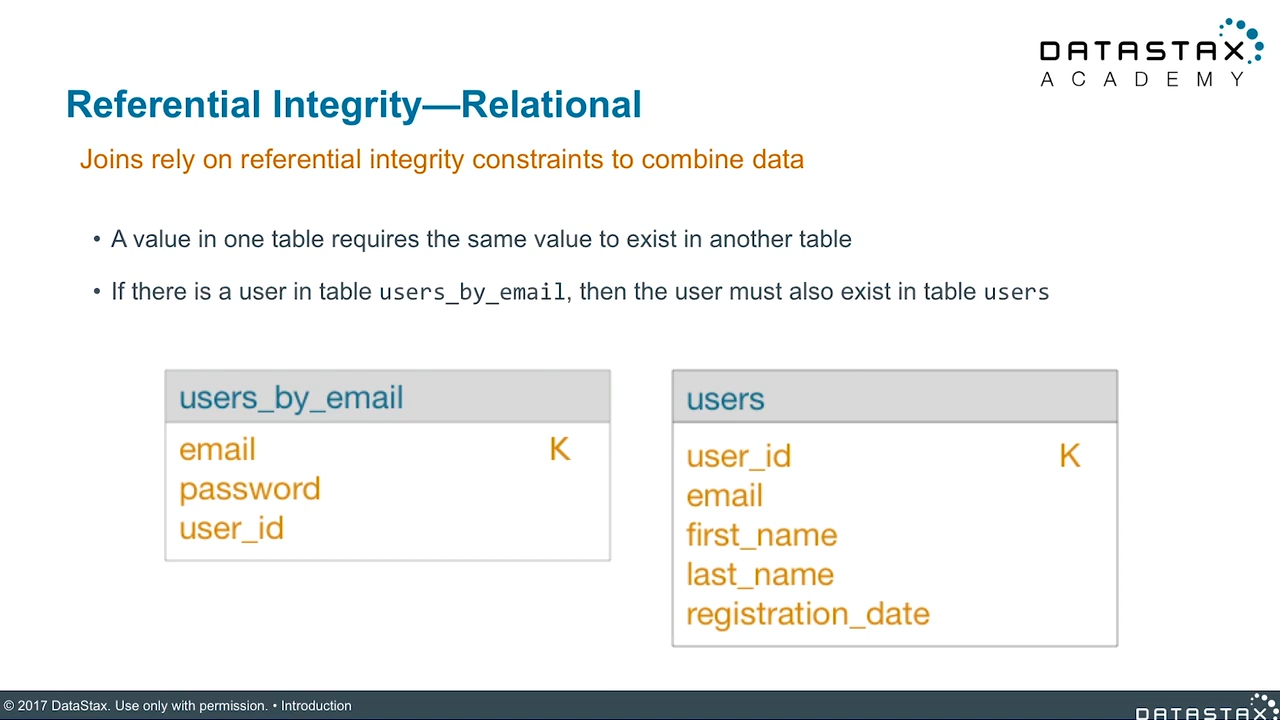 DATASTAX
ACADEMY
Referential Integrity—Relational
Joins rely on referential integrity constraints to combine data
• A value in one table requires the same value to exist in another table
• If there is a user in table users_by_email, then the user must also exist in table users
users_by_email
email K
password
user_id
users
user_id K
email
first_name
last_name
registration_date
© 2017 DataStax. Use only with permission. • Introduction
DATASTAX